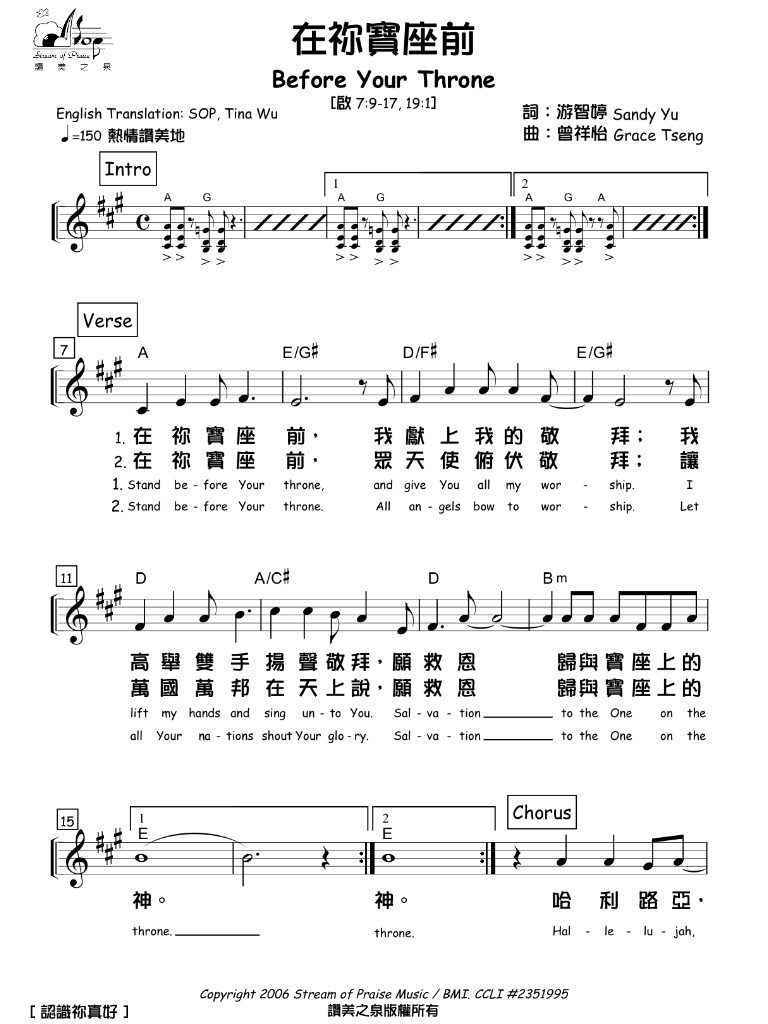 Stop
Stream of Praise
讚美之泉
在祢寶座前
Before Your Throne
[啟 7:9-17, 19:1]
English Translation: SOP, Tina Wu
詞：游智婷 Sandy Yu
♩=150 熱情讚美地
曲：曾祥怡 Grace Tseng
Intro
1 2
A G A G A G A
Verse
7
A E/G# D/F# E/G#
1. 在 祢 寶 座 前， 我 獻 上 我 的 敬 拜； 我
2. 在 祢 寶 座 前， 眾 天 使 俯 伏 敬 拜； 讓
1. Stand be - fore Your throne, and give You all my wor - ship. I
2. Stand be - fore Your throne. All an - gels bow to wor - ship. Let
11
D A/C# D Bm
高 舉 雙 手 揚 聲 敬 拜，願 救 恩 歸 與 寶 座 上 的
萬 國 萬 邦 在 天 上 說，願 救 恩 歸 與 寶 座 上 的
lift my hands and sing un - to You. Sal - va - tion ________ to the One on the
all Your na - tions shout Your glo - ry. Sal - va - tion ________ to the One on the
15
1 2 Chorus
E E
神。 神。 哈 利 路 亞，
throne. ________ throne. Hal - le - lu - jah,
Copyright 2006 Stream of Praise Music / BMI. CCLI #2351995
[ 認識祢真好 ] 讚美之泉版權所有